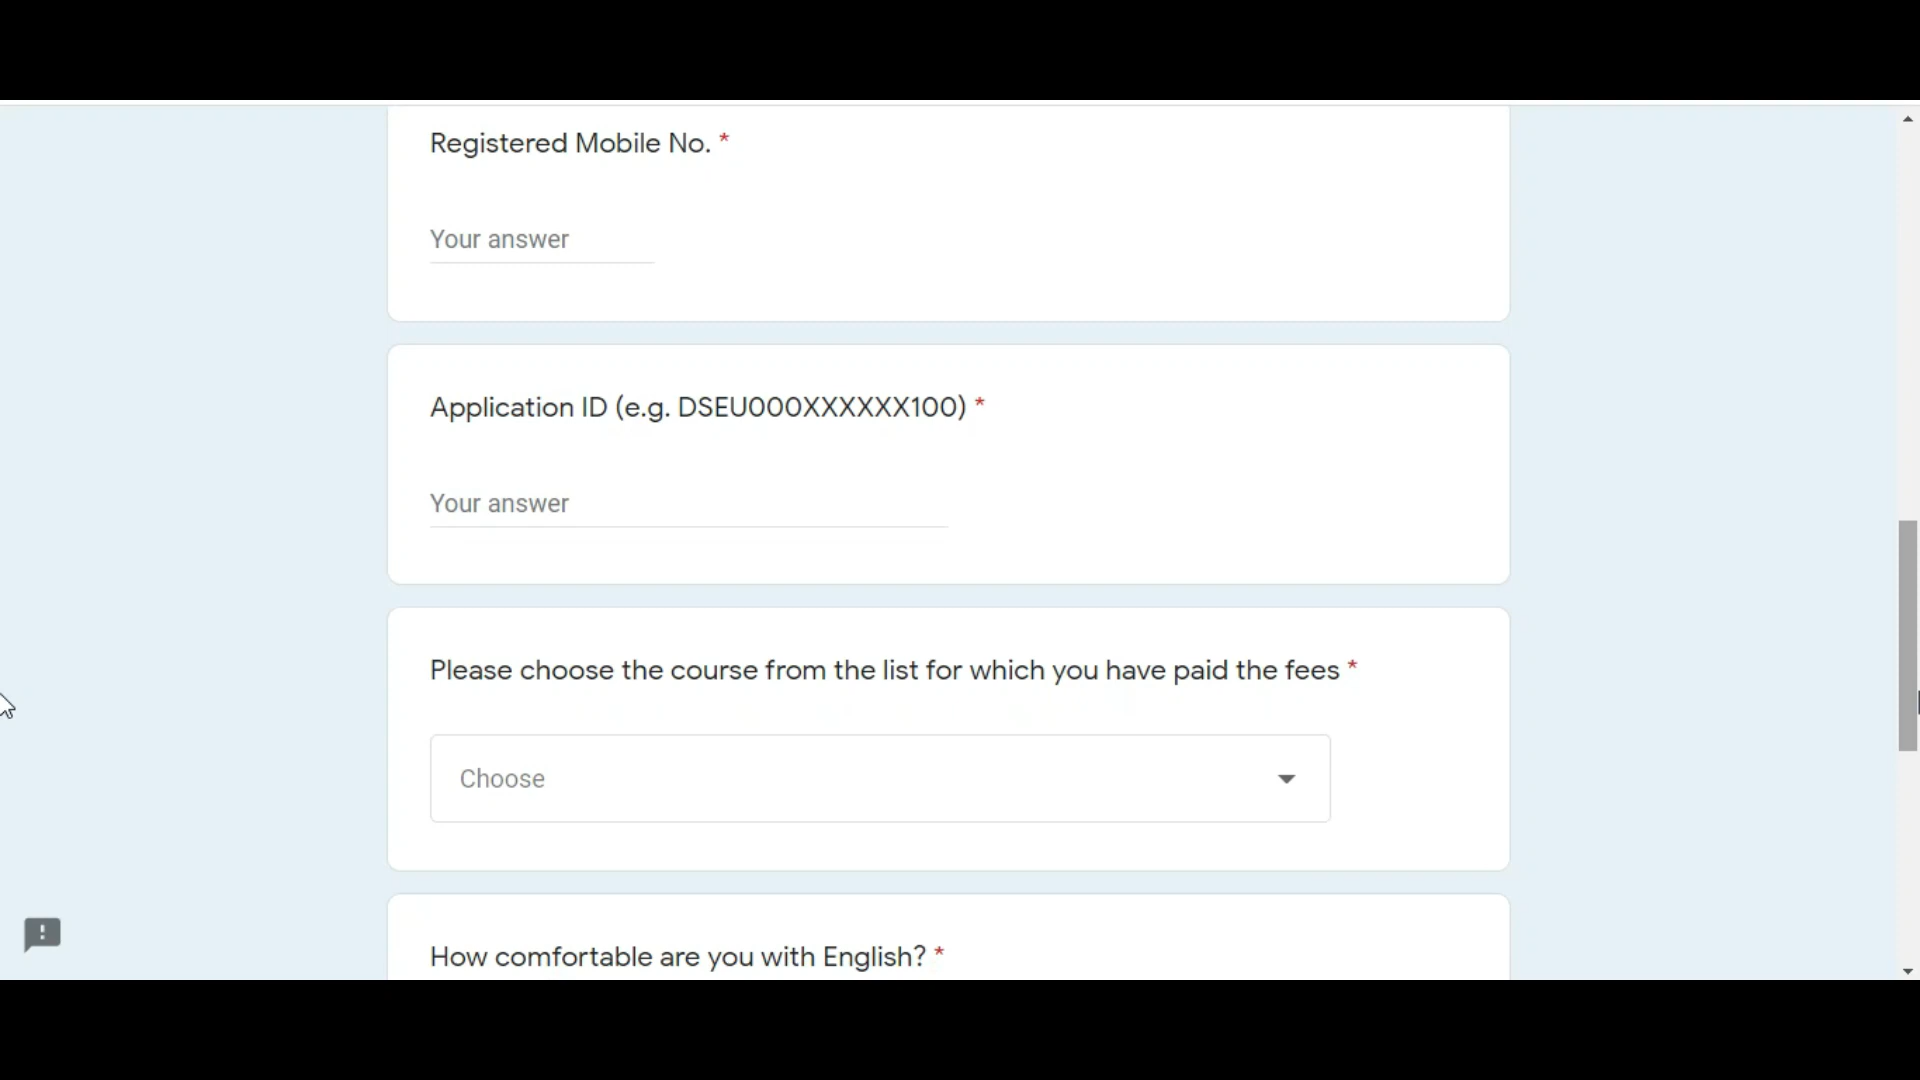 Registered Mobile No. *
Your answer
Application ID (e.g. DSEU000XXXXXX100) *
Your answer
Please choose the course from the list for which you have paid the fees *
Choose
How comfortable are you with English? *